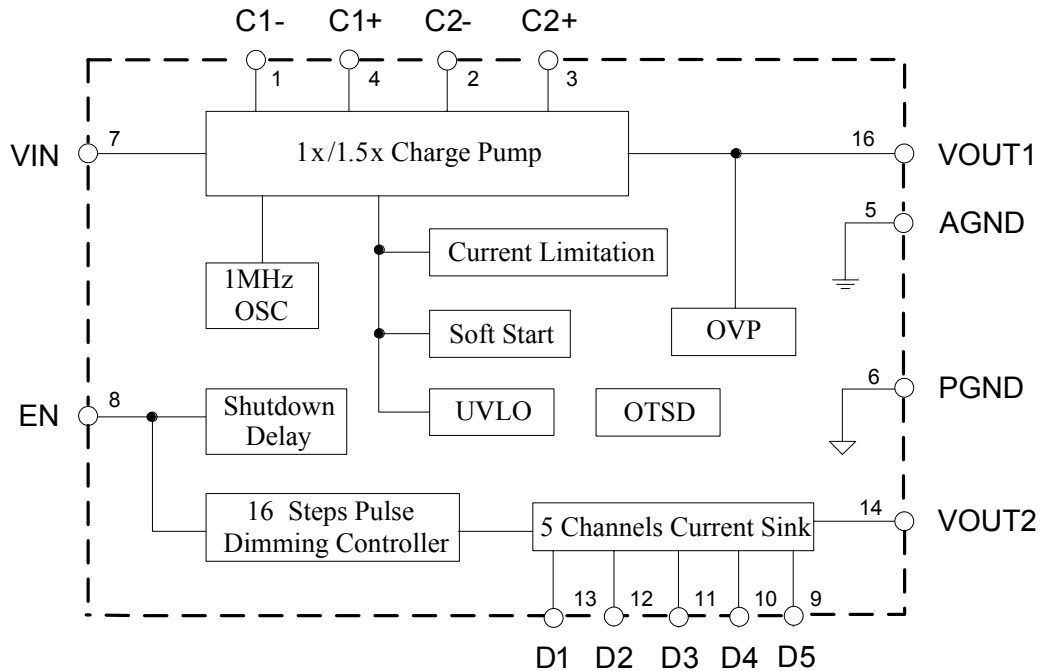 C1- C1+ C2- C2+
1 4 2 3
VIN 7 1x/1.5x Charge Pump 16 VOUT1
5 AGND
Current Limitation
1MHz
OSC
Soft Start OVP
6 PGND
EN 8 Shutdown
Delay
UVLO OTSD
16 Steps Pulse
Dimming Controller
5 Channels Current Sink 14 VOUT2
13 12 11 10 9
D1 D2 D3 D4 D5